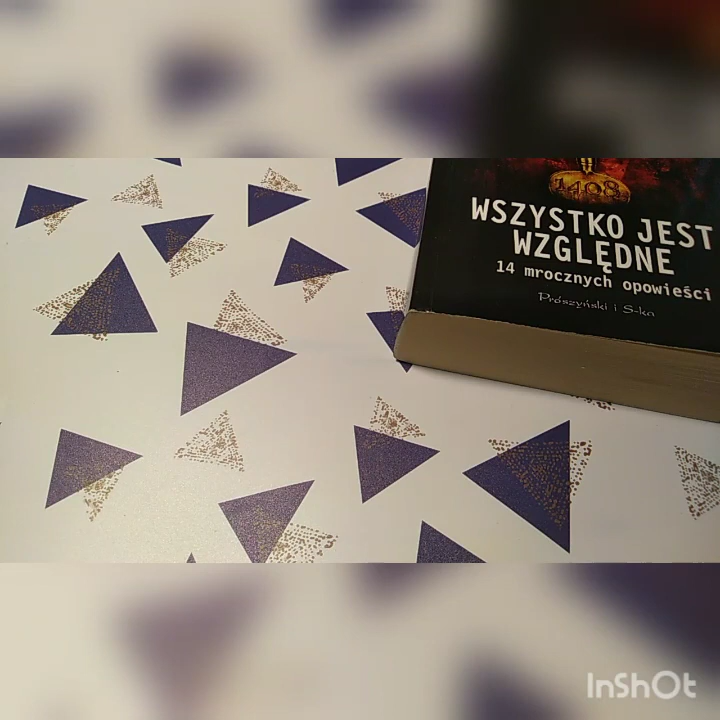 1408
WSZYSTKO JEST
WZGLĘDNE
14 mrocznych opowieści
Prószyński i S-ka
InShOt